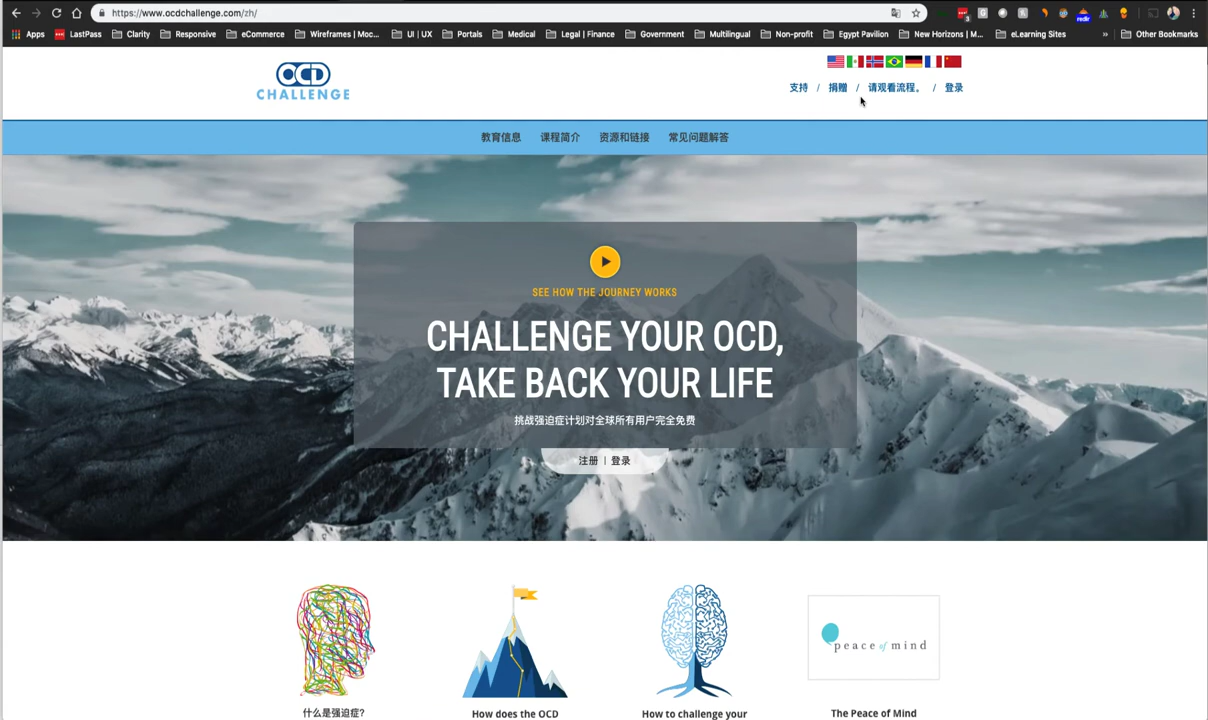 https://www.ocdchallenge.com/zh/
Apps LastPass Clarity Responsive eCommerce Wireframes | Moc... UI | UX Portals Medical Legal | Finance Government Multilingual Non-profit Egypt Pavilion New Horizons | M... eLearning Sites » Other Bookmarks
OCD
CHALLENGE
支持 / 捐赠 / 请观看流程。 / 登录
教育信息 课程简介 资源和链接 常见问题解答
SEE HOW THE JOURNEY WORKS
CHALLENGE YOUR OCD,
TAKE BACK YOUR LIFE
挑战强迫症计划对全球所有用户完全免费
注册 | 登录
peace of mind
什么是强迫症? How does the OCD How to challenge your The Peace of Mind